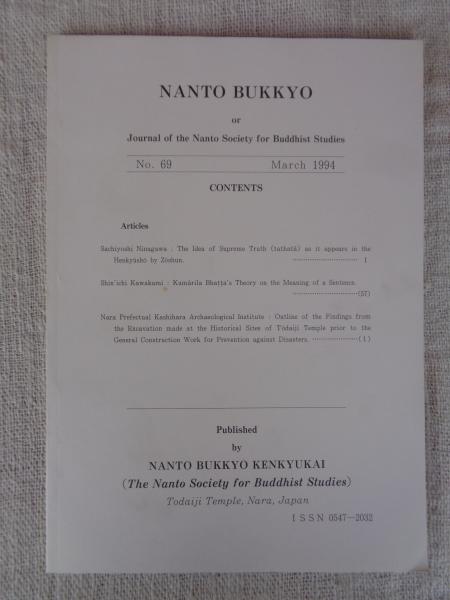 NANTO BUKKYO
or
Journal of the Nanto Society for Buddhist Studies
No. 69 March 1994
CONTENTS
Articles
Sachiyoshi Ninagawa : The Idea of Supreme Truth (tathatā) as it appears in the
Henkyūshō by Zōshun. ………………… 1
Shin'ichi Kawakami : Kumārila Bhaṭṭa's Theory on the Meaning of a Sentence.
…………………(57)
Nara Prefectual Kashihara Archaeological Institute : Outline of the Findings from
the Excavation made at the Historical Sites of Tōdaiji Temple prior to the
General Construction Work for Prevention against Disasters. …………………(1)
Published
by
NANTO BUKKYO KENKYUKAI
(The Nanto Society for Buddhist Studies)
Todaiji Temple, Nara, Japan
ISSN 0547—2032